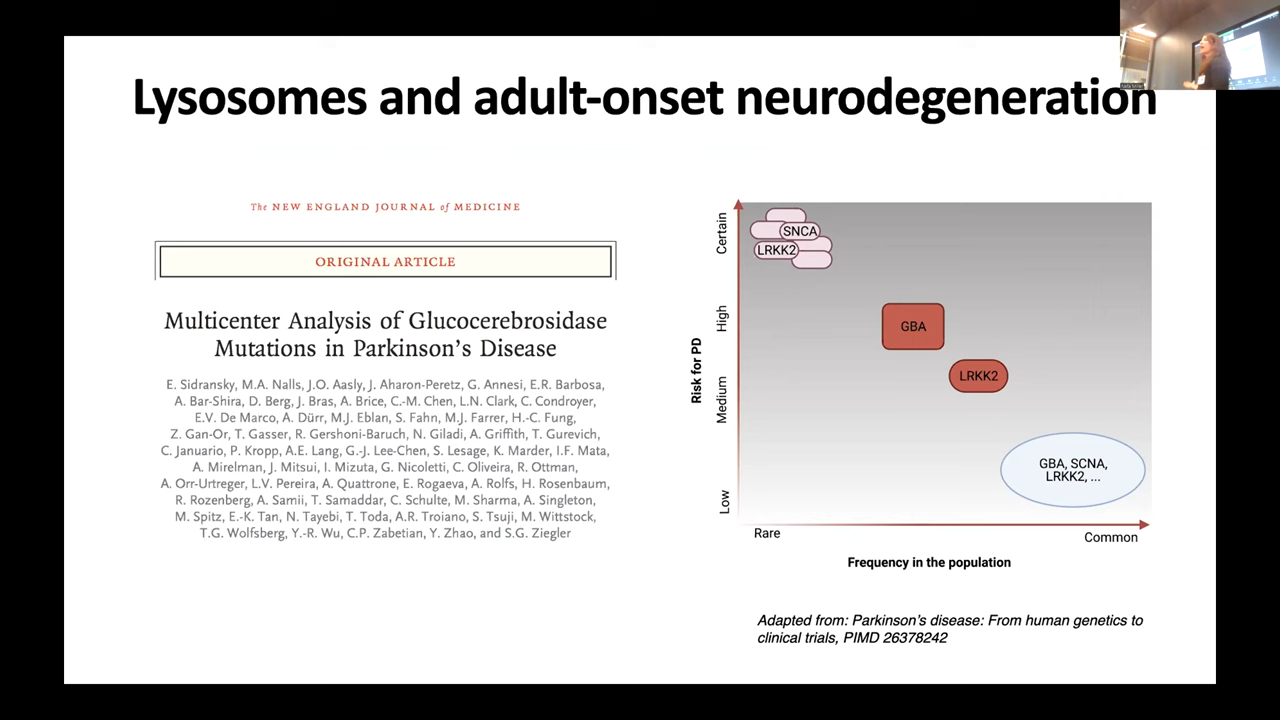 Lysosomes and adult-onset neurodegeneration
The NEW ENGLAND JOURNAL of MEDICINE
ORIGINAL ARTICLE
Multicenter Analysis of Glucocerebrosidase
Mutations in Parkinson's Disease
E. Sidransky, M.A. Nalls, J.O. Aasly, J. Aharon-Peretz, G. Annesi, E.R. Barbosa,
A. Bar-Shira, D. Berg, J. Bras, A. Brice, C.-M. Chen, L.N. Clark, C. Condroyer,
E.V. De Marco, A. Dürr, M.J. Eblan, S. Fahn, M.J. Farrer, H.-C. Fung,
Z. Gan-Or, T. Gasser, R. Gershoni-Baruch, N. Giladi, A. Griffith, T. Gurevich,
C. Januario, P. Kropp, A.E. Lang, G.-J. Lee-Chen, S. Lesage, K. Marder, I.F. Mata,
A. Mirelman, J. Mitsui, I. Mizuta, G. Nicoletti, C. Oliveira, R. Ottman,
A. Orr-Urtreger, L.V. Pereira, A. Quattrone, E. Rogaeva, A. Rolfs, H. Rosenbaum,
R. Rozenberg, A. Samii, T. Samaddar, C. Schulte, M. Sharma, A. Singleton,
M. Spitz, E.-K. Tan, N. Tayebi, T. Toda, A.R. Troiano, S. Tsuji, M. Wittstock,
T.G. Wolfsberg, Y.-R. Wu, C.P. Zabetian, Y. Zhao, and S.G. Ziegler
Risk for PD
Certain
High
Medium
Low
SNCA
LRKK2
GBA
LRKK2
GBA, SCNA,
LRKK2, ...
Rare
Common
Frequency in the population
Adapted from: Parkinson's disease: From human genetics to
clinical trials, PIMD 26378242